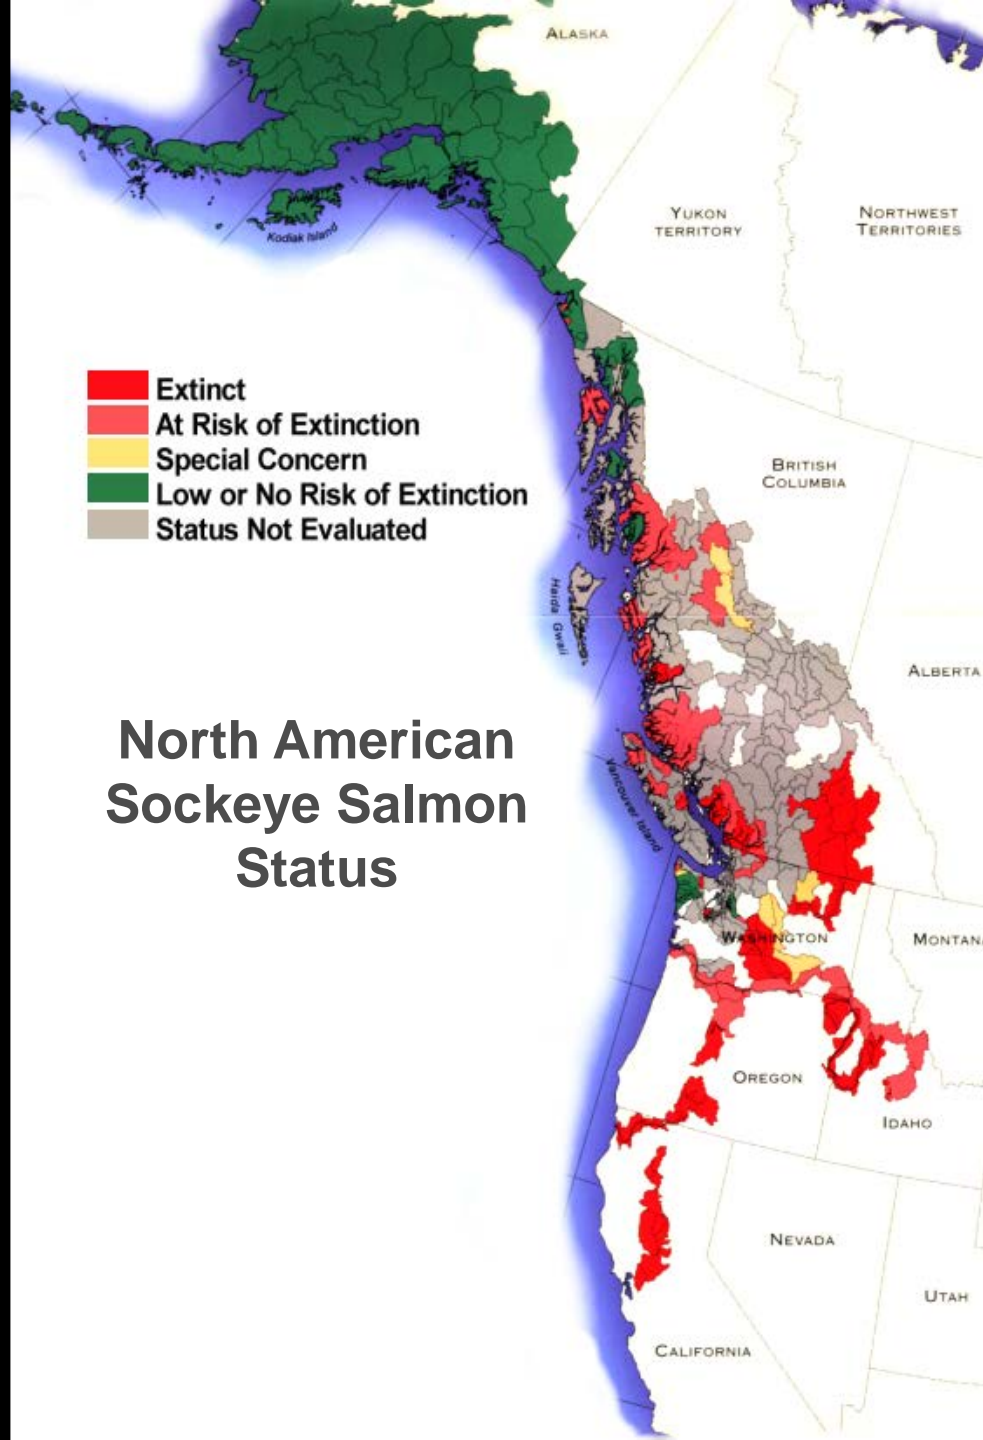 ALASKA
YUKON
TERRITORY
NORTHWEST
TERRITORIES
Kodiak Island
Extinct
At Risk of Extinction
Special Concern
Low or No Risk of Extinction
Status Not Evaluated
BRITISH
COLUMBIA
Haida Gwaii
ALBERTA
North American
Sockeye Salmon
Status
Vancouver Island
WASHINGTON
MONTAN
OREGON
IDAHO
NEVADA
UTAH
CALIFORNIA